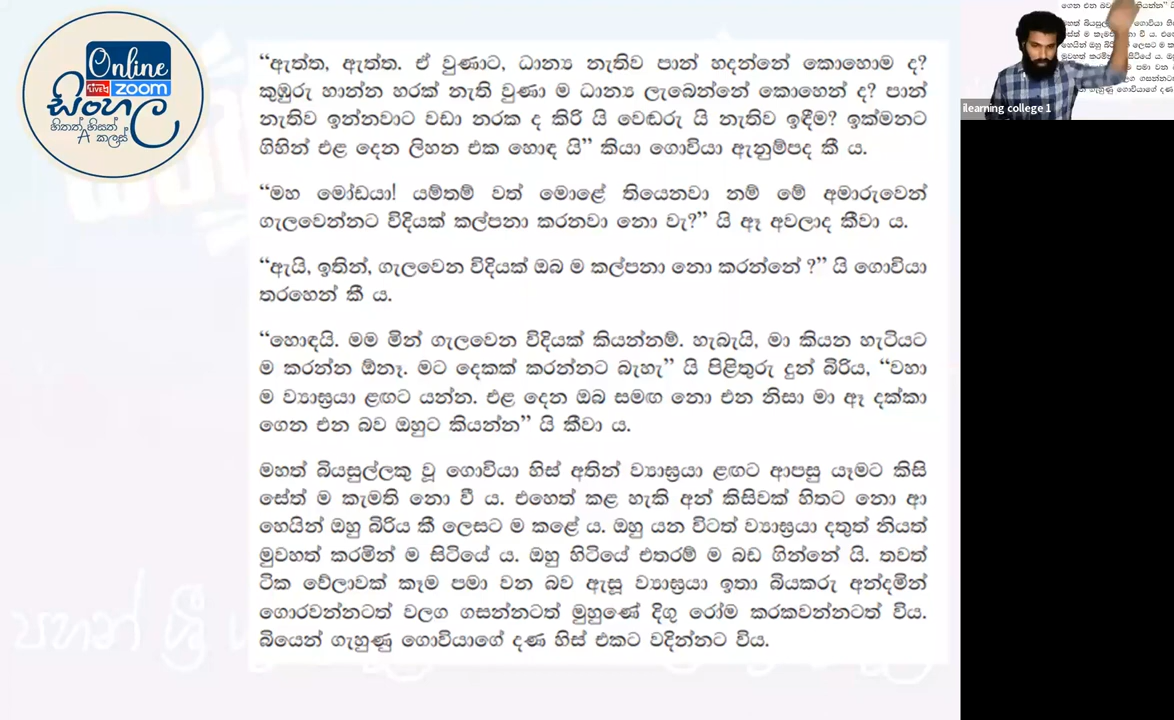 Online
LIVE zoom
සිංහල
හිතත් හිසත්
A කලාස්
“ඇත්ත, ඇත්ත. ඒ වුණාට, ධාන්‍ය නැතිව පාන් හදන්නේ කොහොම ද?
කුඹුරු හාන්න හරක් නැති වුණා ම ධාන්‍ය ලැබෙන්නේ කොහෙන් ද? පාන්
නැතිව ඉන්නවාට වඩා නරක ද කිරි යි වෙඬරු යි නැතිව ඉඳීම? ඉක්මනට
ගිහින් එළ දෙන ලිහන එක හොඳ යි” කියා ගොවියා ඇනුම්පද කී ය.
“මහ මෝඩයා! යම්තම් වත් මොළේ තියෙනවා නම් මේ අමාරුවෙන්
ගැලවෙන්නට විදියක් කල්පනා කරනවා නො වැ?” යි ඈ අවලාද කීවා ය.
“ඇයි, ඉතින්, ගැලවෙන විදියක් ඔබ ම කල්පනා නො කරන්නේ ?” යි ගොවියා
තරහෙන් කී ය.
“හොඳයි. මම මින් ගැලවෙන විදියක් කියන්නම්. හැබැයි, මා කියන හැටියට
ම කරන්න ඕනෑ. මට දෙකක් කරන්නට බැහැ” යි පිළිතුරු දුන් බිරිය, “වහා
ම ව්‍යාඝ්‍රයා ළඟට යන්න. එළ දෙන ඔබ සමඟ නො එන නිසා මා ඈ දක්කා
ගෙන එන බව ඔහුට කියන්න” යි කීවා ය.
මහත් බියසුල්ලකු වූ ගොවියා හිස් අතින් ව්‍යාඝ්‍රයා ළඟට ආපසු යෑමට කිසි
සේත් ම කැමති නො වී ය. එහෙත් කළ හැකි අන් කිසිවක් හිතට නො ආ
හෙයින් ඔහු බිරිය කී ලෙසට ම කළේ ය. ඔහු යන විටත් ව්‍යාඝ්‍රයා දතුත් නියත්
මුවහත් කරමින් ම සිටියේ ය. ඔහු හිටියේ එතරම් ම බඩ ගින්නේ යි. තවත්
ටික වේලාවක් කෑම පමා වන බව ඇසූ ව්‍යාඝ්‍රයා ඉතා බියකරු අන්දමින්
ගොරවන්නටත් වලග ගසන්නටත් මුහුණේ දිගු රෝම කරකවන්නටත් විය.
බියෙන් ගැහුණු ගොවියාගේ දණ හිස් එකට වදින්නට විය.
ilearning college 1